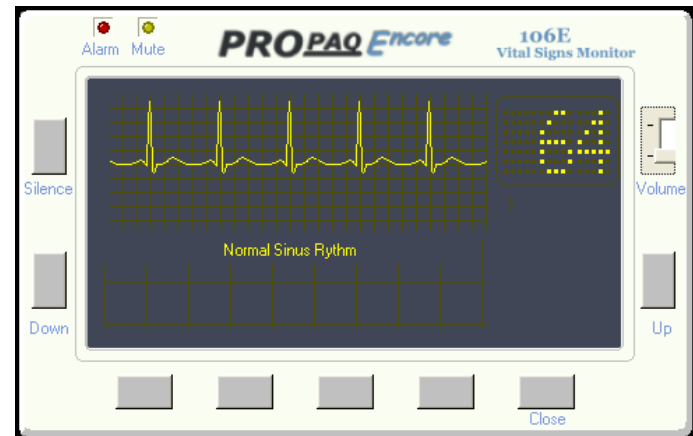 Alarm Mute
PROPAQ Encore
106E
Vital Signs Monitor
64
Silence
Volume
Normal Sinus Rythm
Down
Up
Close